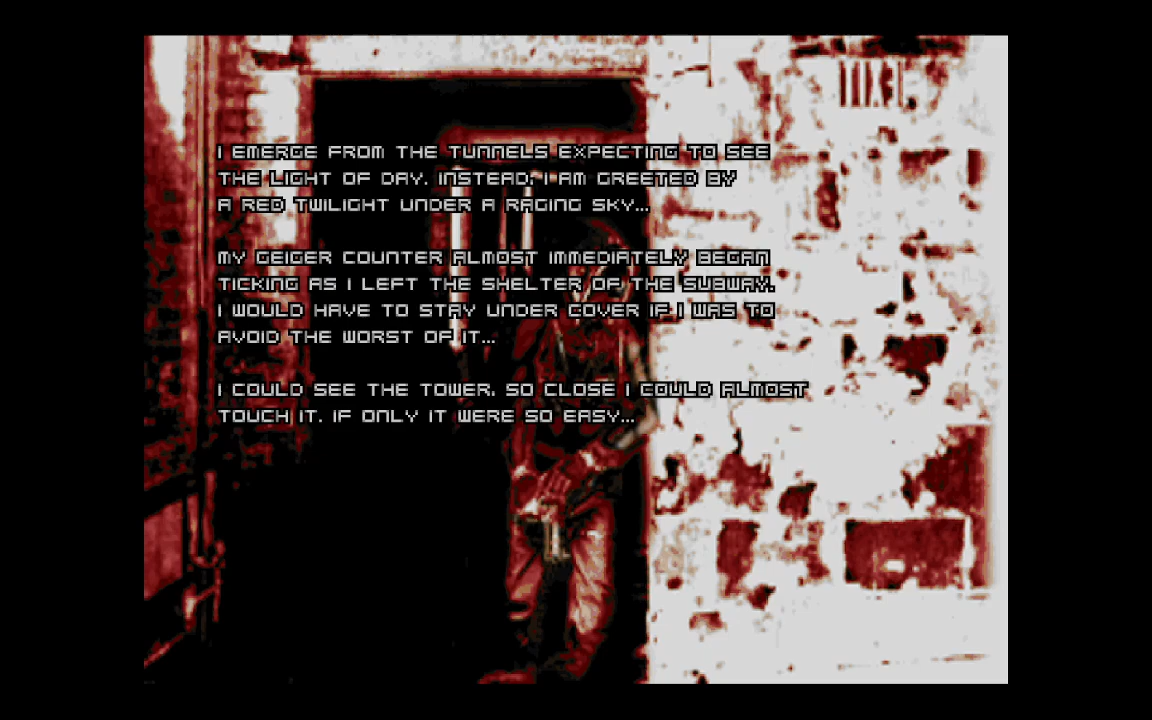 I EMERGE FROM THE TUNNELS EXPECTING TO SEE
THE LIGHT OF DAY. INSTEAD, I AM GREETED BY
A RED TWILIGHT UNDER A RAGING SKY...
MY GEIGER COUNTER ALMOST IMMEDIATELY BEGAN
TICKING AS I LEFT THE SHELTER OF THE SUBWAY.
I WOULD HAVE TO STAY UNDER COVER IF I WAS TO
AVOID THE WORST OF IT...
I COULD SEE THE TOWER. SO CLOSE I COULD ALMOST
TOUCH IT. IF ONLY IT WERE SO EASY...